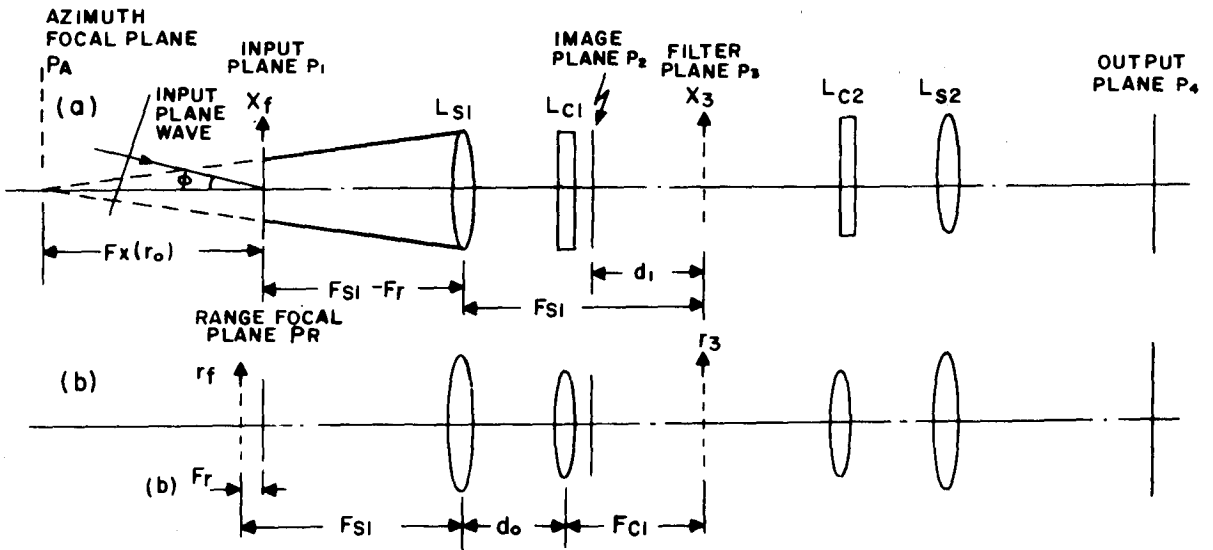 AZIMUTH
FOCAL PLANE
PA
INPUT
PLANE P1
IMAGE
PLANE P2
FILTER
PLANE P3
OUTPUT
PLANE P4
(a)
INPUT
PLANE
WAVE
Xf
LS1
LC1
X3
LC2
LS2
ϕ
Fx(ro)
FS1 -Fr
d1
FS1
RANGE FOCAL
PLANE PR
rf
r3
(b)
(b) Fr
FS1
do
FC1